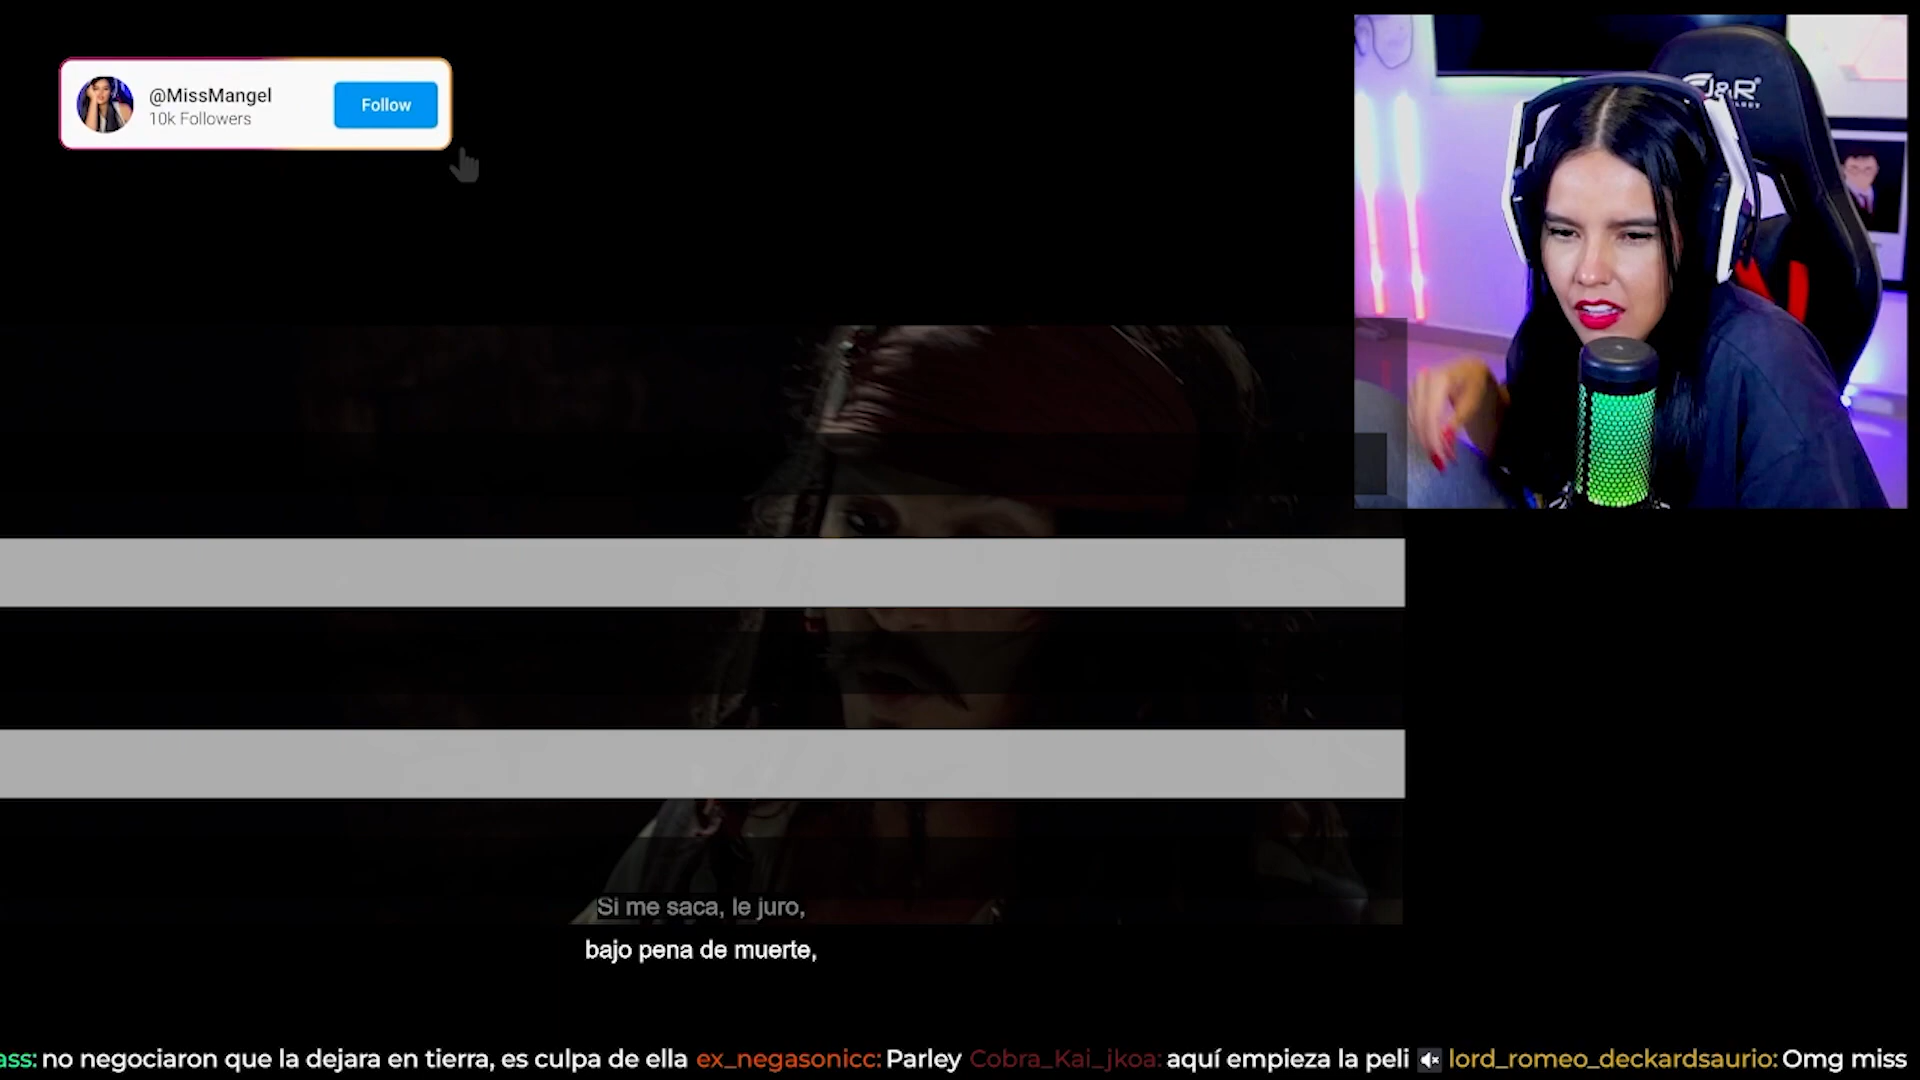 @MissMangel
10k Followers
Follow
J&R
Si me saca, le juro,
bajo pena de muerte,
ass: no negociaron que la dejara en tierra, es culpa de ella ex_negasonicc: Parley Cobra_Kai_jkoa: aquí empieza la peli lord_romeo_deckardsaurio: Omg miss